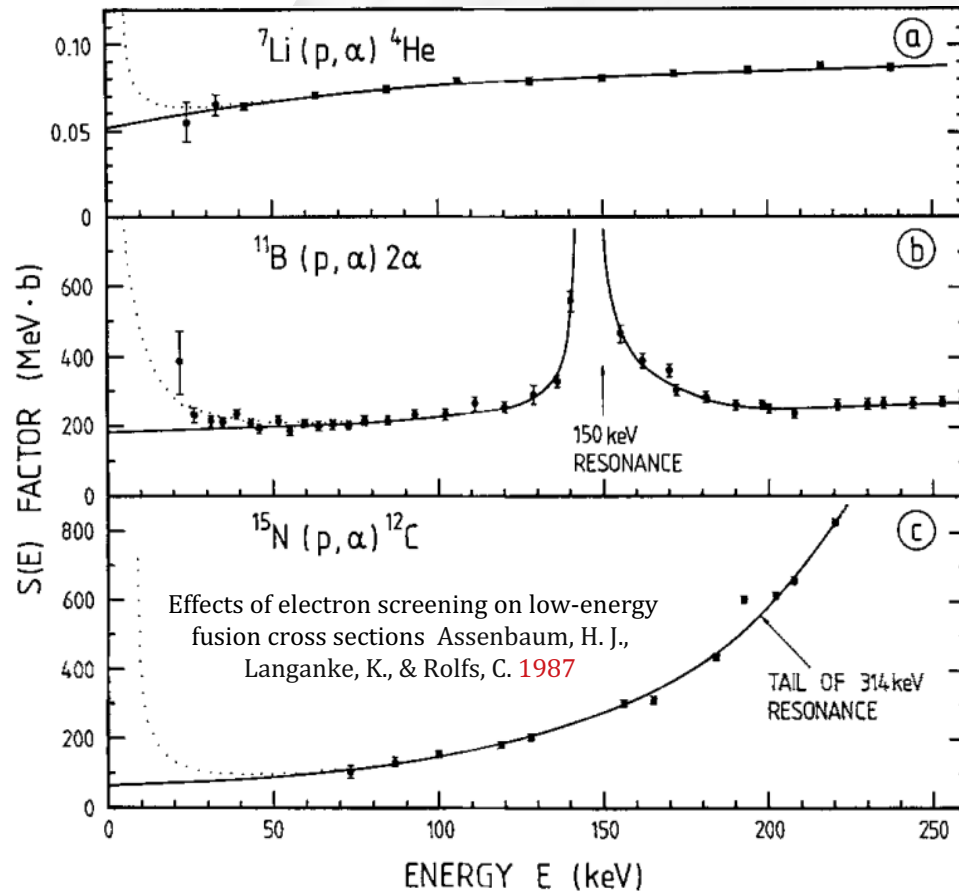 ⁷Li (p, α) ⁴He
a
0.10
0.05
0
¹¹B (p, α) 2α
b
600
400
200
0
150 keV
RESONANCE
¹⁵N (p, α) ¹²C
c
800
600
400
200
0
Effects of electron screening on low-energy
fusion cross sections Assenbaum, H. J.,
Langanke, K., & Rolfs, C. 1987
TAIL OF 314 keV
RESONANCE
S(E) FACTOR (MeV · b)
0 50 100 150 200 250
ENERGY E (keV)